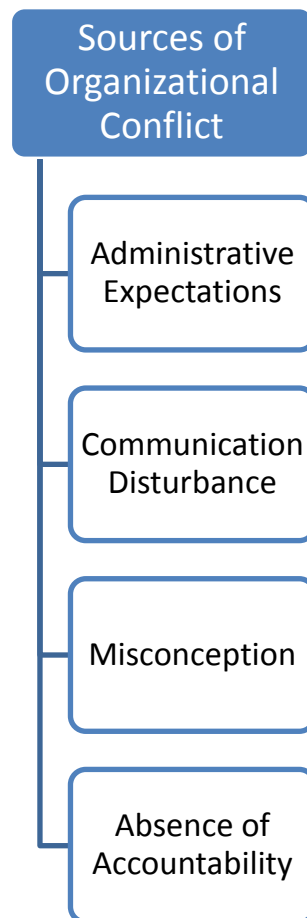 Sources of
Organizational
Conflict
Administrative
Expectations
Communication
Disturbance
Misconception
Absence of
Accountability